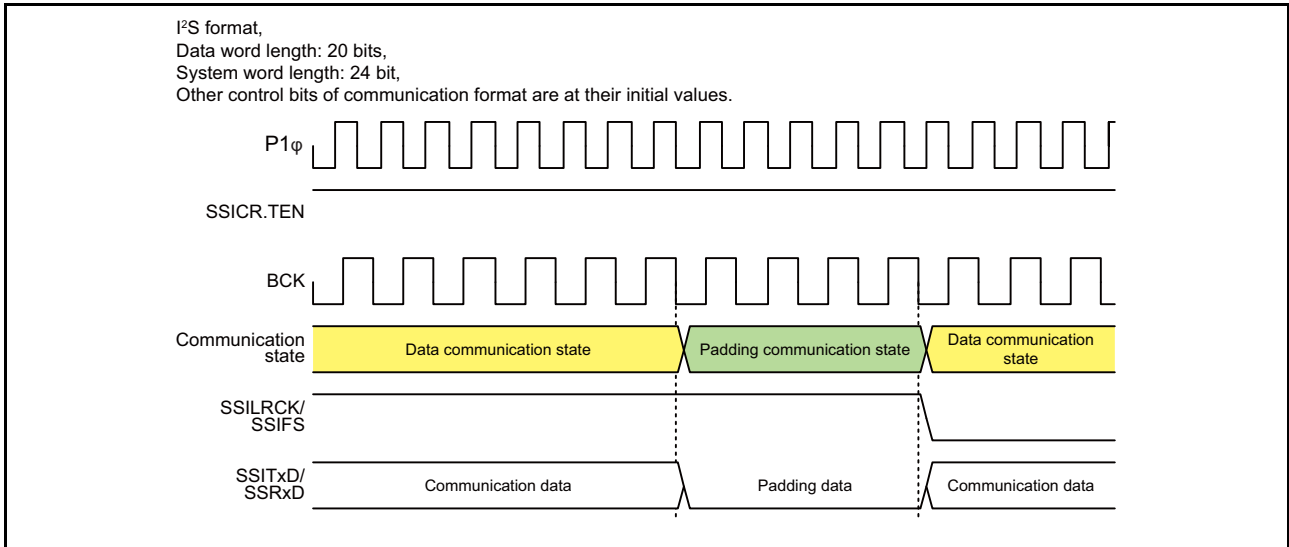 I²S format,
Data word length: 20 bits,
System word length: 24 bit,
Other control bits of communication format are at their initial values.
P1φ
SSICR.TEN
BCK
Communication
state
Data communication state
Padding communication state
Data communication
state
SSILRCK/
SSIFS
SSITxD/
SSRxD
Communication data
Padding data
Communication data